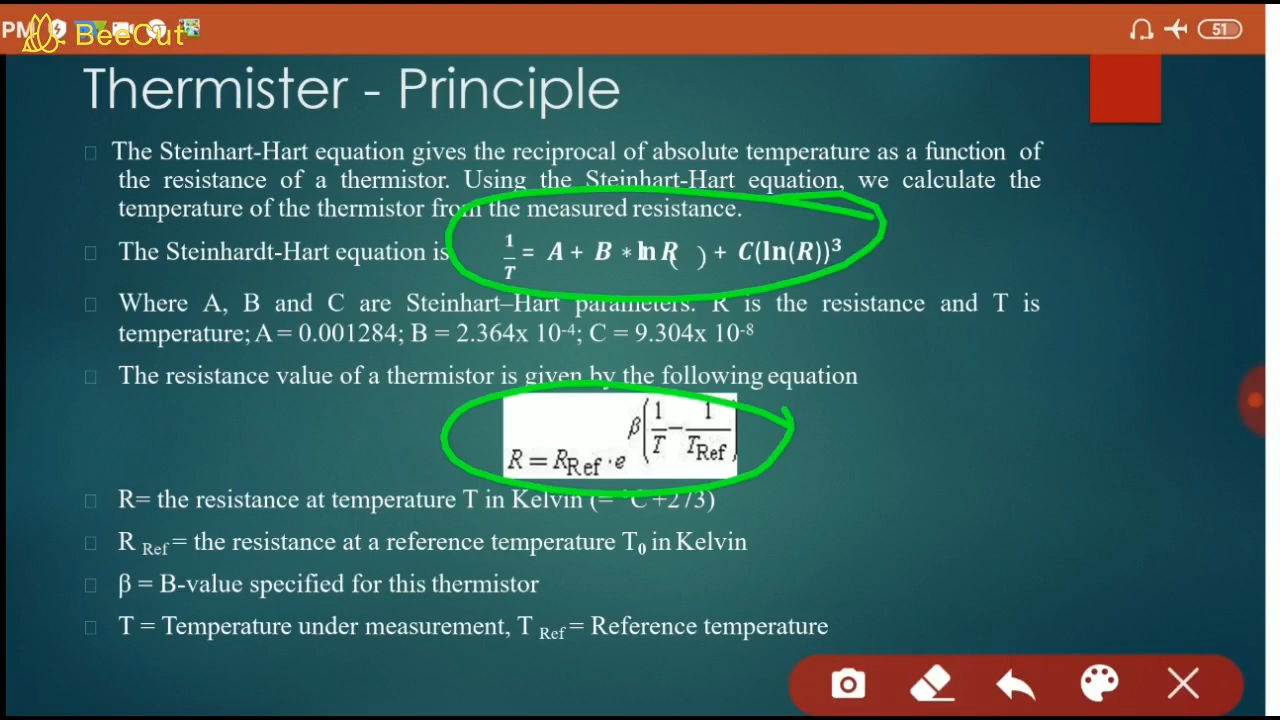 PM
BeeCut
51
Thermister - Principle
The Steinhart-Hart equation gives the reciprocal of absolute temperature as a function of
the resistance of a thermistor. Using the Steinhart-Hart equation, we calculate the
temperature of the thermistor from the measured resistance.
The Steinhardt-Hart equation is 1/T = A + B * ln R( ) + C(ln(R))³
Where A, B and C are Steinhart–Hart parameters. R is the resistance and T is
temperature; A = 0.001284; B = 2.364x 10⁻⁴; C = 9.304x 10⁻⁸
The resistance value of a thermistor is given by the following equation
R = R_Ref · e^β(1/T − 1/T_Ref)
R= the resistance at temperature T in Kelvin (= °C +273)
R Ref = the resistance at a reference temperature T₀ in Kelvin
β = B-value specified for this thermistor
T = Temperature under measurement, T Ref = Reference temperature